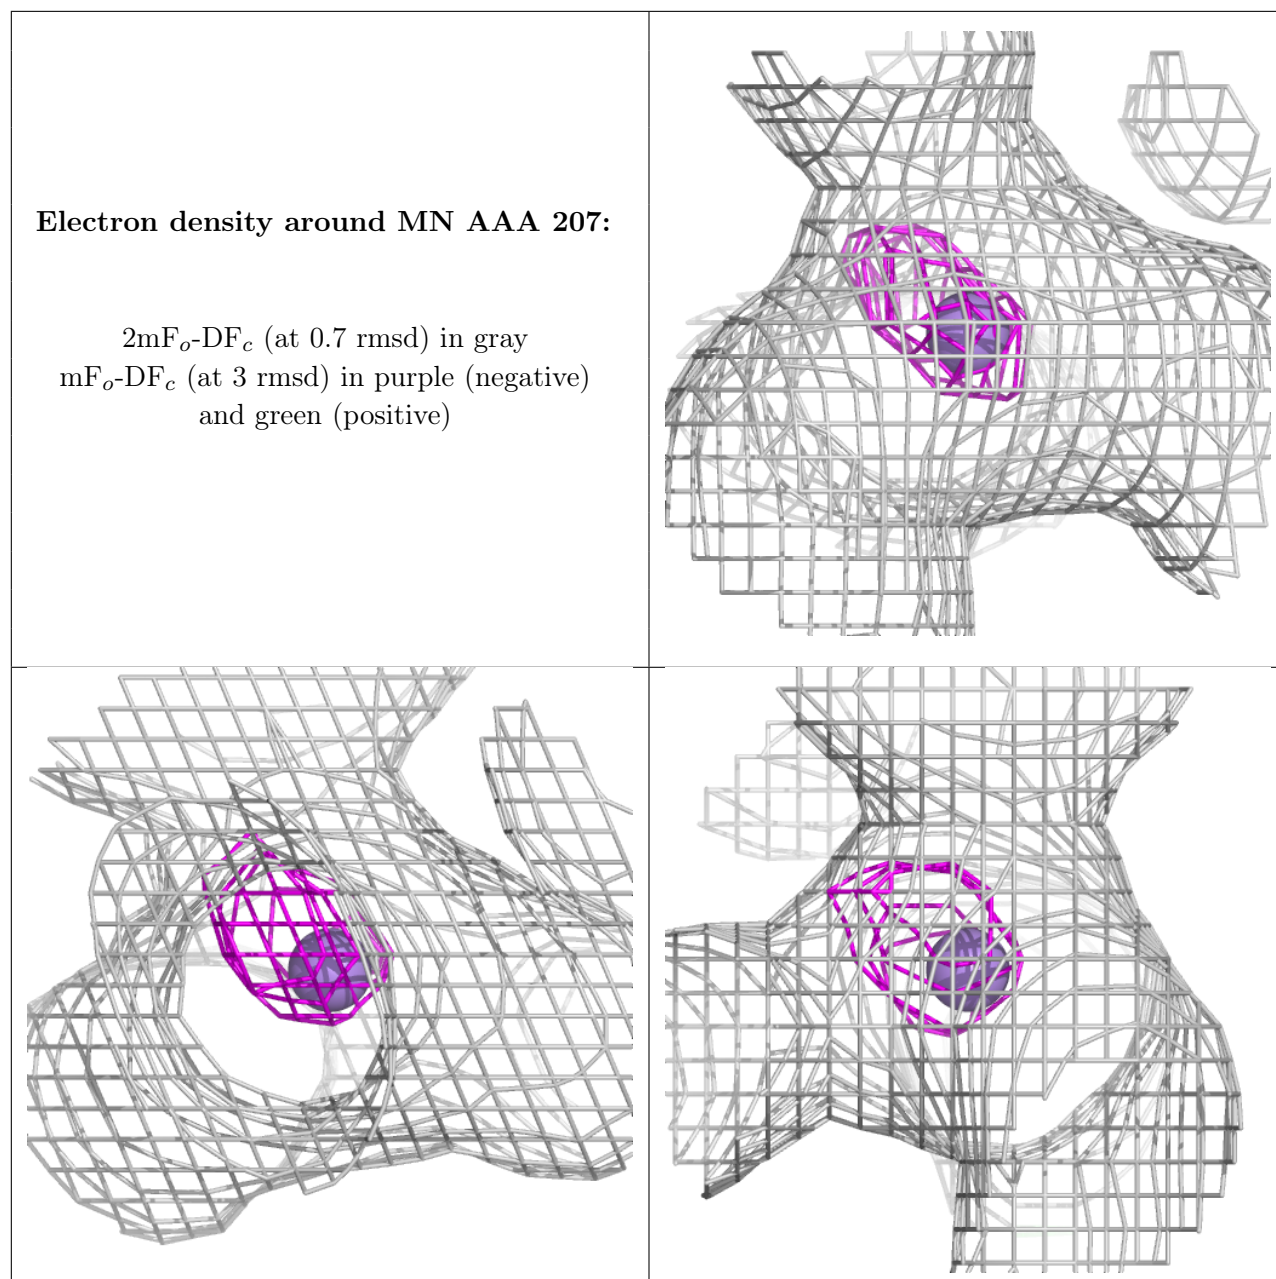 Electron density around MN AAA 207:
2mFo-DFc (at 0.7 rmsd) in gray
mFo-DFc (at 3 rmsd) in purple (negative)
and green (positive)